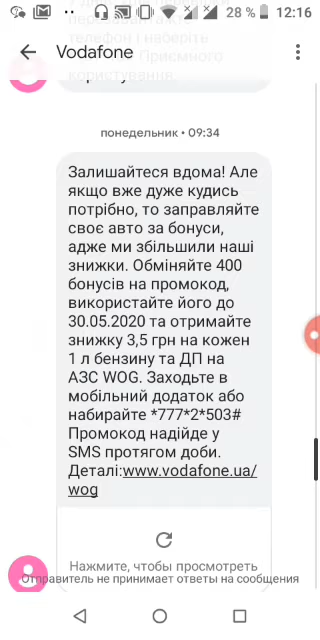 28 % 12:16
Vodafone
телефон і наберіть
Приємного
користування.
понедельник • 09:34
Залишайтеся вдома! Але
якщо вже дуже кудись
потрібно, то заправляйте
своє авто за бонуси,
адже ми збільшили наші
знижки. Обміняйте 400
бонусів на промокод,
використайте його до
30.05.2020 та отримайте
знижку 3,5 грн на кожен
1 л бензину та ДП на
АЗС WOG. Заходьте в
мобільний додаток або
набирайте *777*2*503#
Промокод надійде у
SMS протягом доби.
Деталі:www.vodafone.ua/
wog
Нажмите, чтобы просмотреть
Отправитель не принимает ответы на сообщения